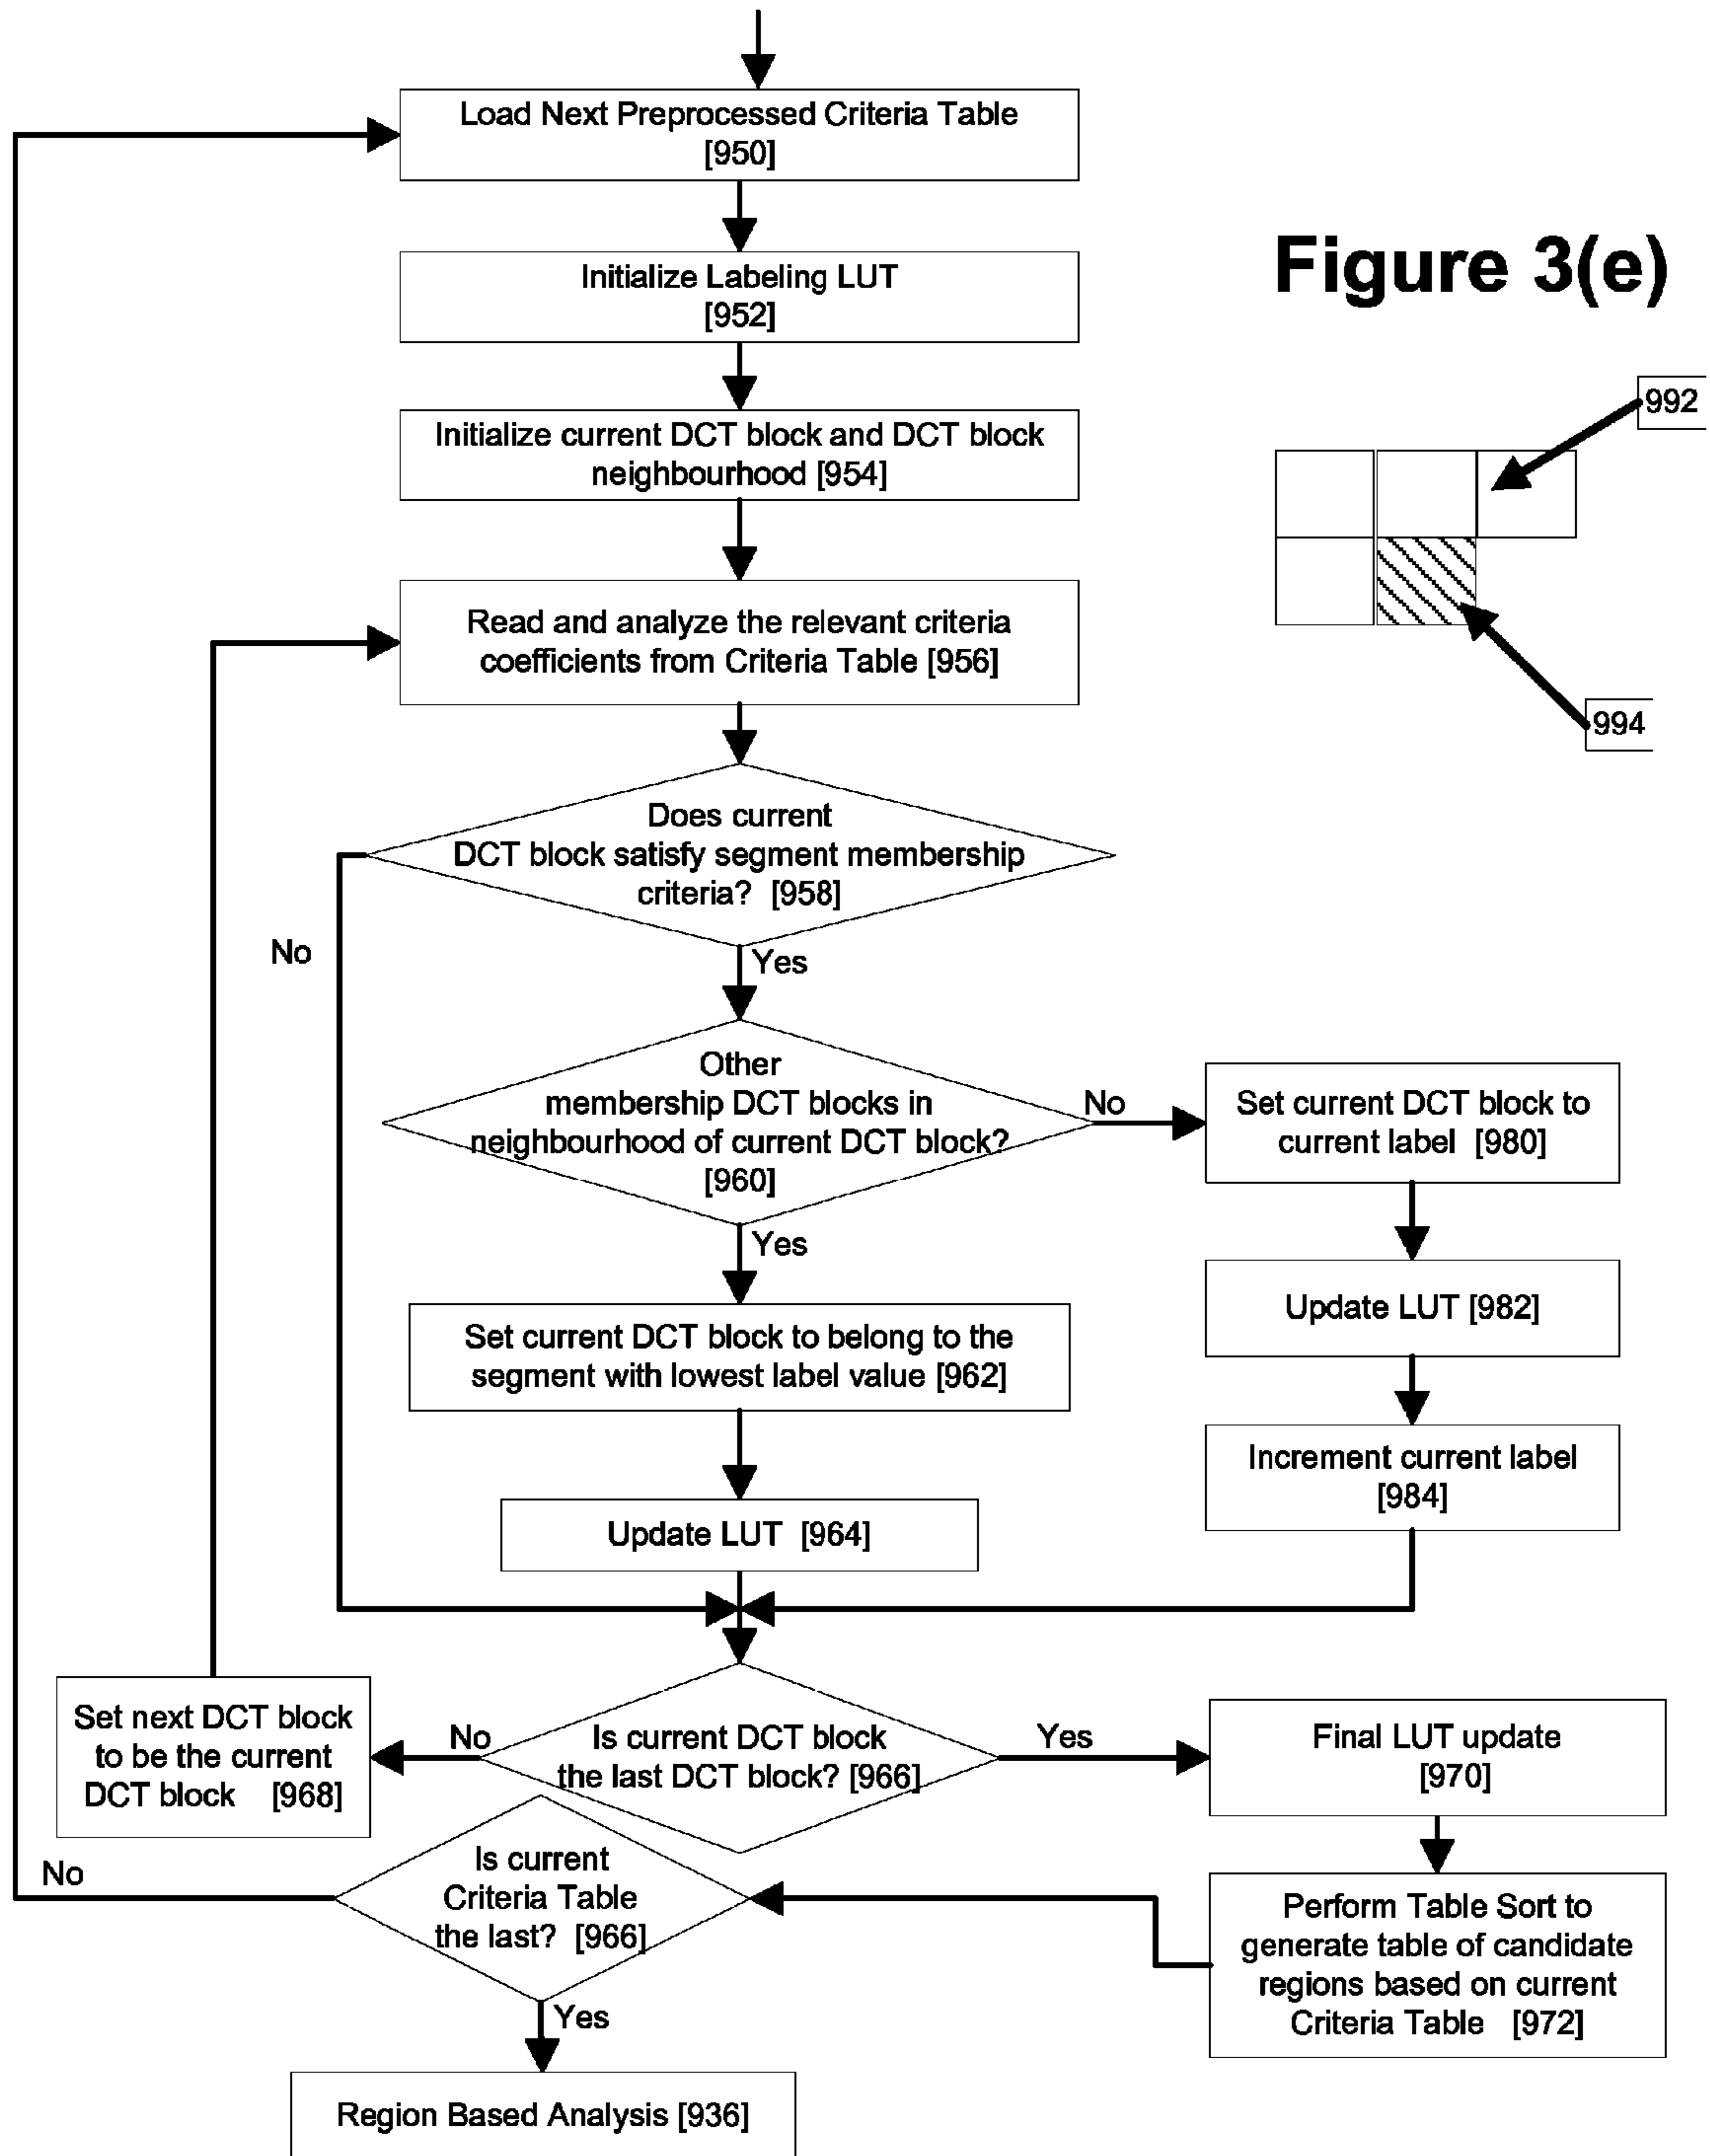 Load Next Preprocessed Criteria Table
[950]
Figure 3(e)
Initialize Labeling LUT
[952]
992
Initialize current DCT block and DCT block
neighbourhood [954]
Read and analyze the relevant criteria
coefficients from Criteria Table [956]
994
Does current
DCT block satisfy segment membership
criteria? [958]
No
Yes
Other
membership DCT blocks in
neighbourhood of current DCT block?
[960]
No
Set current DCT block to
current label [980]
Yes
Update LUT [982]
Set current DCT block to belong to the
segment with lowest label value [962]
Increment current label
[984]
Update LUT [964]
Set next DCT block
to be the current
DCT block [968]
No
Is current DCT block
the last DCT block? [966]
Yes
Final LUT update
[970]
No
Is current
Criteria Table
the last? [966]
Perform Table Sort to
generate table of candidate
regions based on current
Criteria Table [972]
Yes
Region Based Analysis [936]